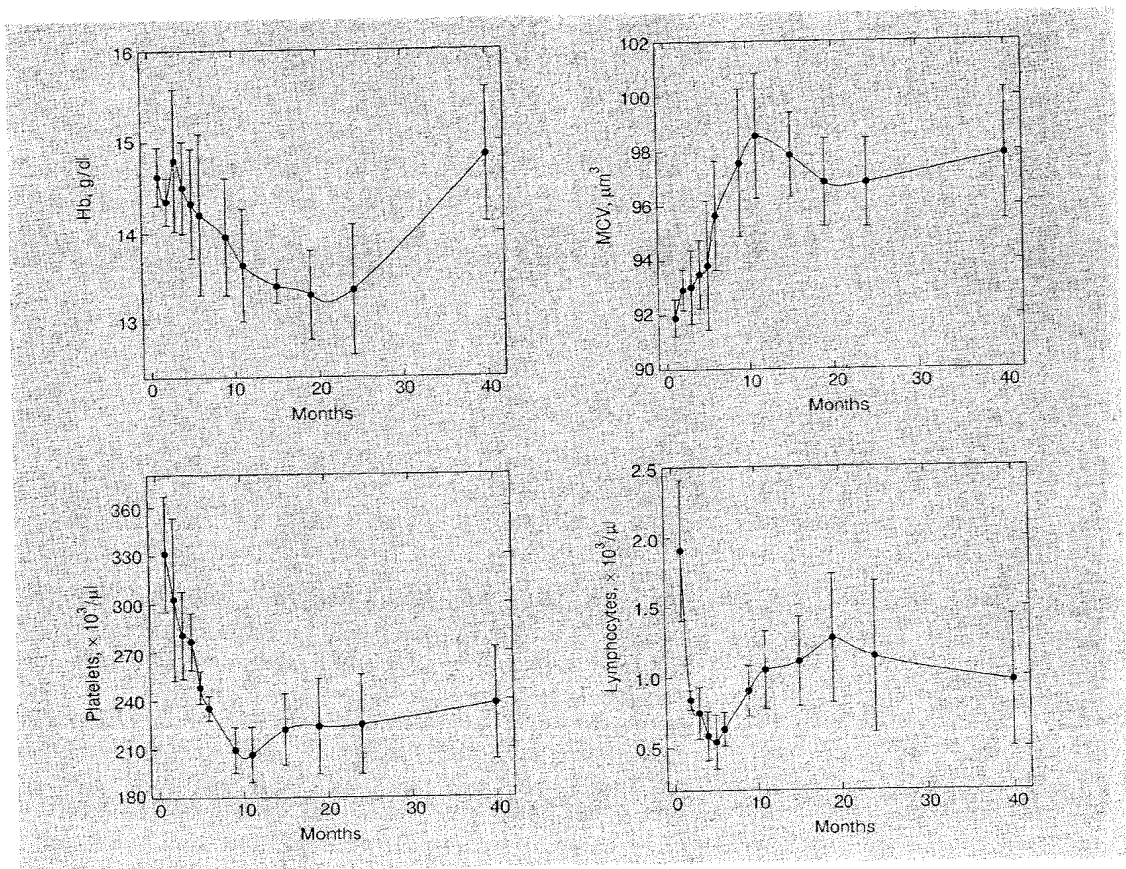 Hb, g/dl
16
15
14
13
0 10 20 30 40
Months
MCV, μm³
102
100
98
96
94
92
90
0 10 20 30 40
Months
Platelets, × 10³/μl
360
330
300
270
240
210
180
0 10 20 30 40
Months
Lymphocytes, × 10³/μl
2.5
2.0
1.5
1.0
0.5
0 10 20 30 40
Months